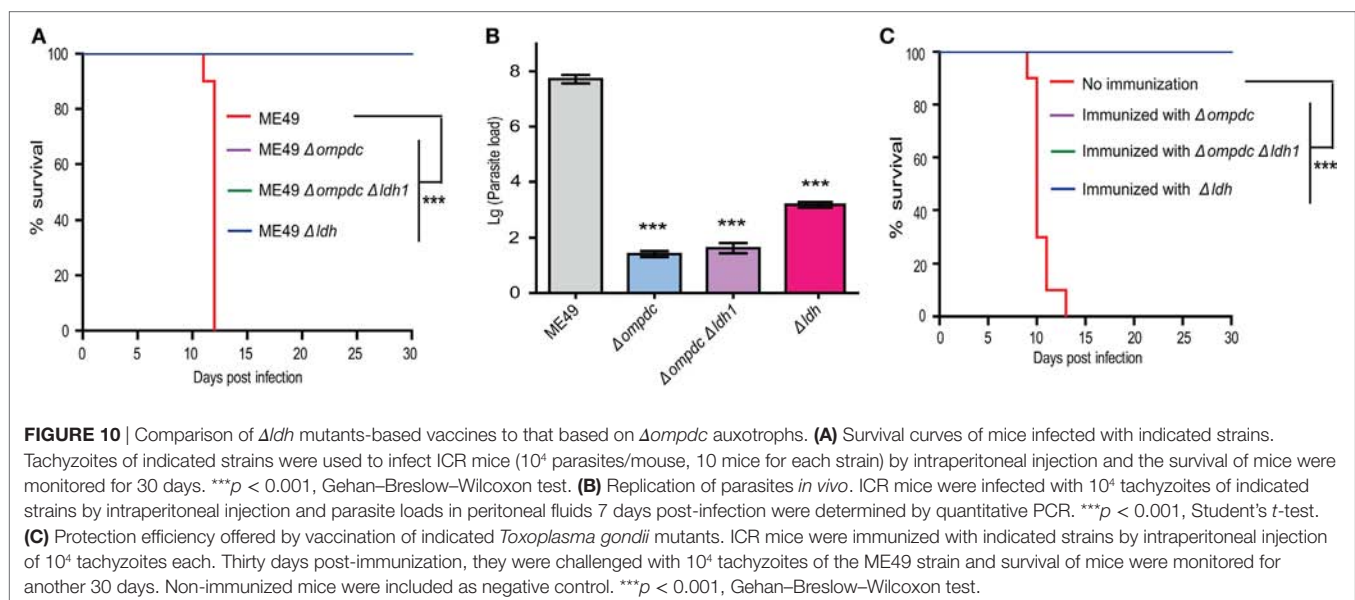 A
100
80
60
40
20
0
% survival
0 5 10 15 20 25 30
Days post infection
ME49
ME49 Δompdc
ME49 Δompdc Δldh1
ME49 Δldh
***
B
8
6
4
2
0
Lg (Parasite load)
***
***
***
ME49
Δompdc
Δompdc Δldh1
Δldh
C
100
80
60
40
20
0
% survival
0 5 10 15 20 25 30
Days post infection
No immunization
Immunized with Δompdc
Immunized with Δompdc Δldh1
Immunized with Δldh
***
FIGURE 10 | Comparison of Δldh mutants-based vaccines to that based on Δompdc auxotrophs. (A) Survival curves of mice infected with indicated strains.
Tachyzoites of indicated strains were used to infect ICR mice (10⁴ parasites/mouse, 10 mice for each strain) by intraperitoneal injection and the survival of mice were
monitored for 30 days. ***p < 0.001, Gehan–Breslow–Wilcoxon test. (B) Replication of parasites in vivo. ICR mice were infected with 10⁴ tachyzoites of indicated
strains by intraperitoneal injection and parasite loads in peritoneal fluids 7 days post-infection were determined by quantitative PCR. ***p < 0.001, Student's t-test.
(C) Protection efficiency offered by vaccination of indicated Toxoplasma gondii mutants. ICR mice were immunized with indicated strains by intraperitoneal injection
of 10⁴ tachyzoites each. Thirty days post-immunization, they were challenged with 10⁴ tachyzoites of the ME49 strain and survival of mice were monitored for
another 30 days. Non-immunized mice were included as negative control. ***p < 0.001, Gehan–Breslow–Wilcoxon test.